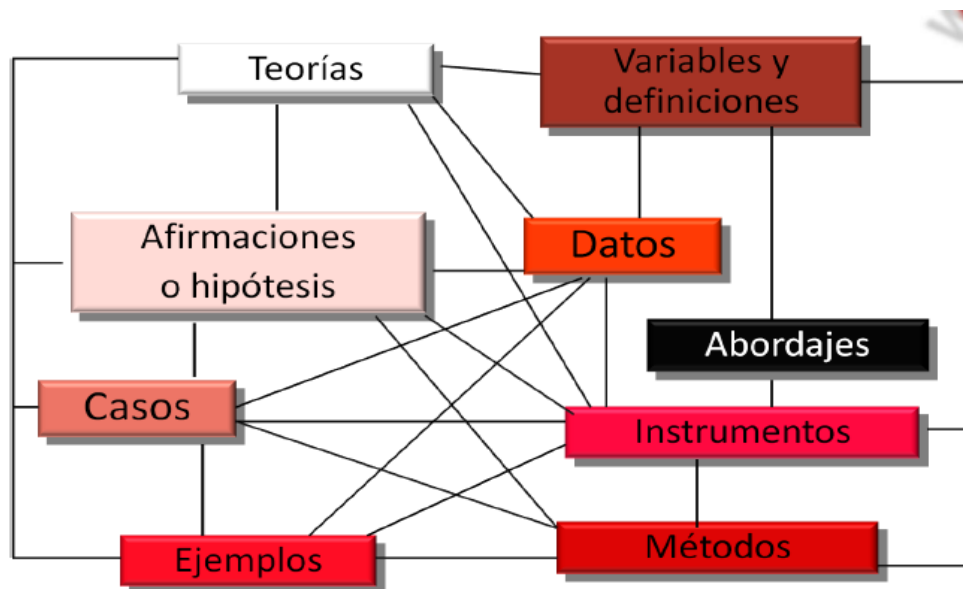 Teorías
Variables y
definiciones
Afirmaciones
o hipótesis
Datos
Abordajes
Casos
Instrumentos
Ejemplos
Métodos